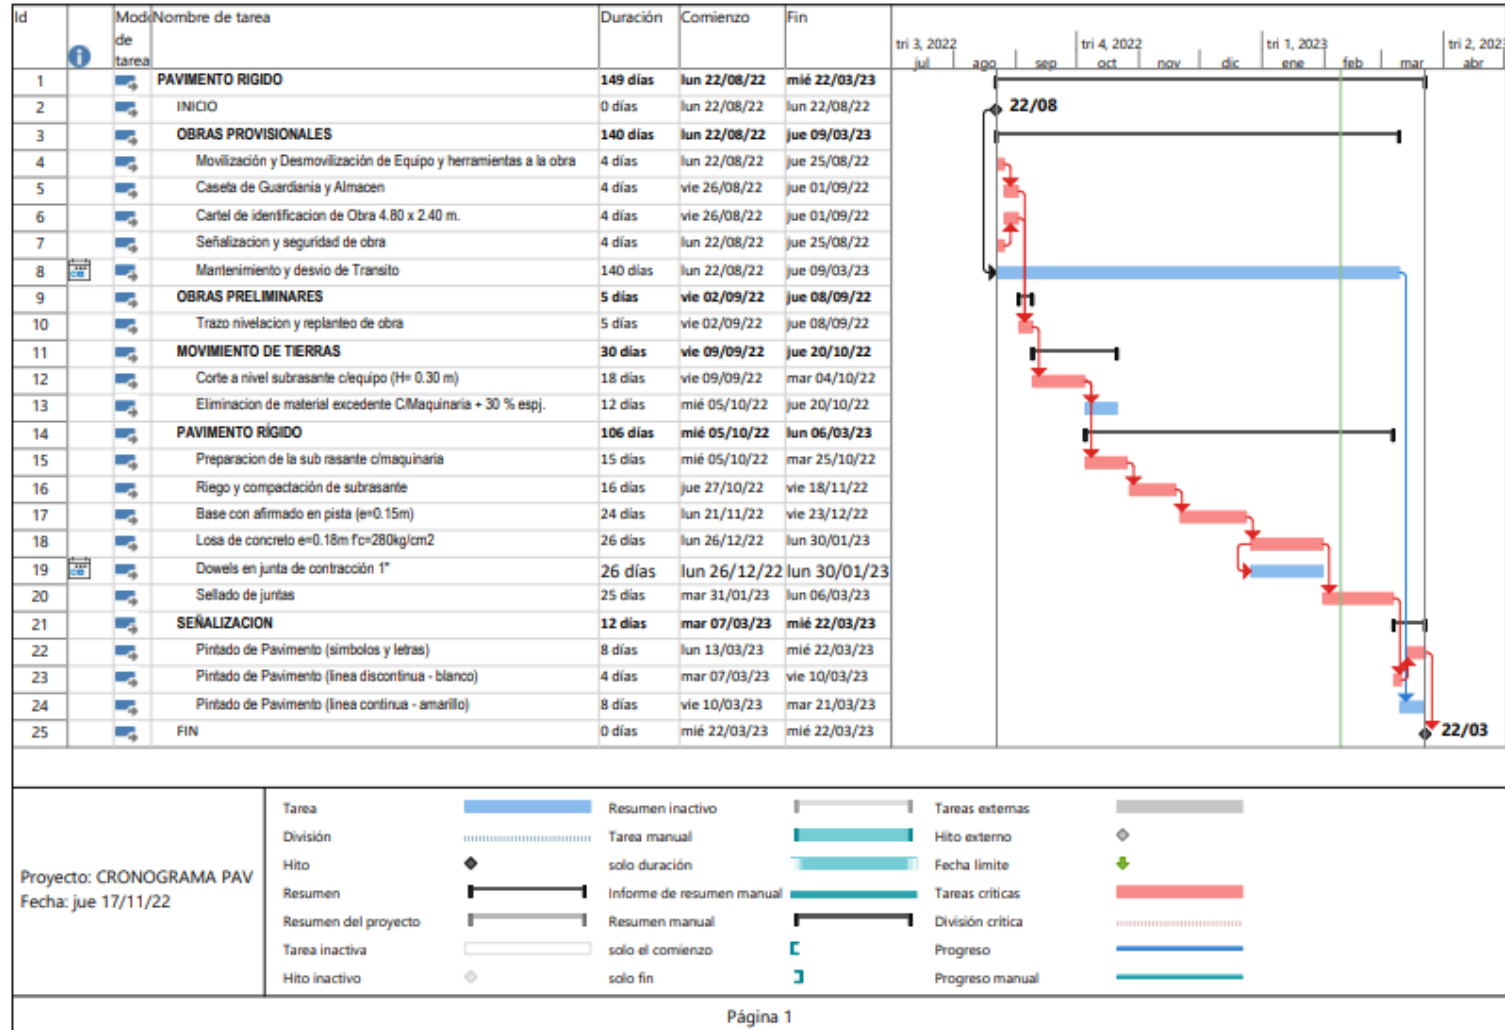 Id Modo de tarea Nombre de tarea Duración Comienzo Fin
tri 3, 2022 tri 4, 2022 tri 1, 2023 tri 2, 2023
jul ago sep oct nov dic ene feb mar abr
1 PAVIMENTO RIGIDO 149 días lun 22/08/22 mié 22/03/23
2 INICIO 0 días lun 22/08/22 lun 22/08/22 22/08
3 OBRAS PROVISIONALES 140 días lun 22/08/22 jue 09/03/23
4 Movilización y Desmovilización de Equipo y herramientas a la obra 4 días lun 22/08/22 jue 25/08/22
5 Caseta de Guardiania y Almacen 4 días vie 26/08/22 jue 01/09/22
6 Cartel de identificacion de Obra 4.80 x 2.40 m. 4 días vie 26/08/22 jue 01/09/22
7 Señalizacion y seguridad de obra 4 días lun 22/08/22 jue 25/08/22
8 Mantenimiento y desvio de Transito 140 días lun 22/08/22 jue 09/03/23
9 OBRAS PRELIMINARES 5 días vie 02/09/22 jue 08/09/22
10 Trazo nivelacion y replanteo de obra 5 días vie 02/09/22 jue 08/09/22
11 MOVIMIENTO DE TIERRAS 30 días vie 09/09/22 jue 20/10/22
12 Corte a nivel subrasante c/equipo (H= 0.30 m) 18 días vie 09/09/22 mar 04/10/22
13 Eliminacion de material excedente C/Maquinaria + 30 % espj. 12 días mié 05/10/22 jue 20/10/22
14 PAVIMENTO RÍGIDO 106 días mié 05/10/22 lun 06/03/23
15 Preparacion de la sub rasante c/maquinaria 15 días mié 05/10/22 mar 25/10/22
16 Riego y compactación de subrasante 16 días jue 27/10/22 vie 18/11/22
17 Base con afirmado en pista (e=0.15m) 24 días lun 21/11/22 vie 23/12/22
18 Losa de concreto e=0.18m f'c=280kg/cm2 26 días lun 26/12/22 lun 30/01/23
19 Dowels en junta de contracción 1" 26 días lun 26/12/22 lun 30/01/23
20 Sellado de juntas 25 días mar 31/01/23 lun 06/03/23
21 SEÑALIZACION 12 días mar 07/03/23 mié 22/03/23
22 Pintado de Pavimento (simbolos y letras) 8 días lun 13/03/23 mié 22/03/23
23 Pintado de Pavimento (linea discontinua - blanco) 4 días mar 07/03/23 vie 10/03/23
24 Pintado de Pavimento (linea continua - amarillo) 8 días vie 10/03/23 mar 21/03/23
25 FIN 0 días mié 22/03/23 mié 22/03/23 22/03
Proyecto: CRONOGRAMA PAV
Fecha: jue 17/11/22
Tarea Resumen inactivo Tareas externas
División Tarea manual Hito externo
Hito solo duración Fecha límite
Resumen Informe de resumen manual Tareas críticas
Resumen del proyecto Resumen manual División crítica
Tarea inactiva solo el comienzo Progreso
Hito inactivo solo fin Progreso manual
Página 1